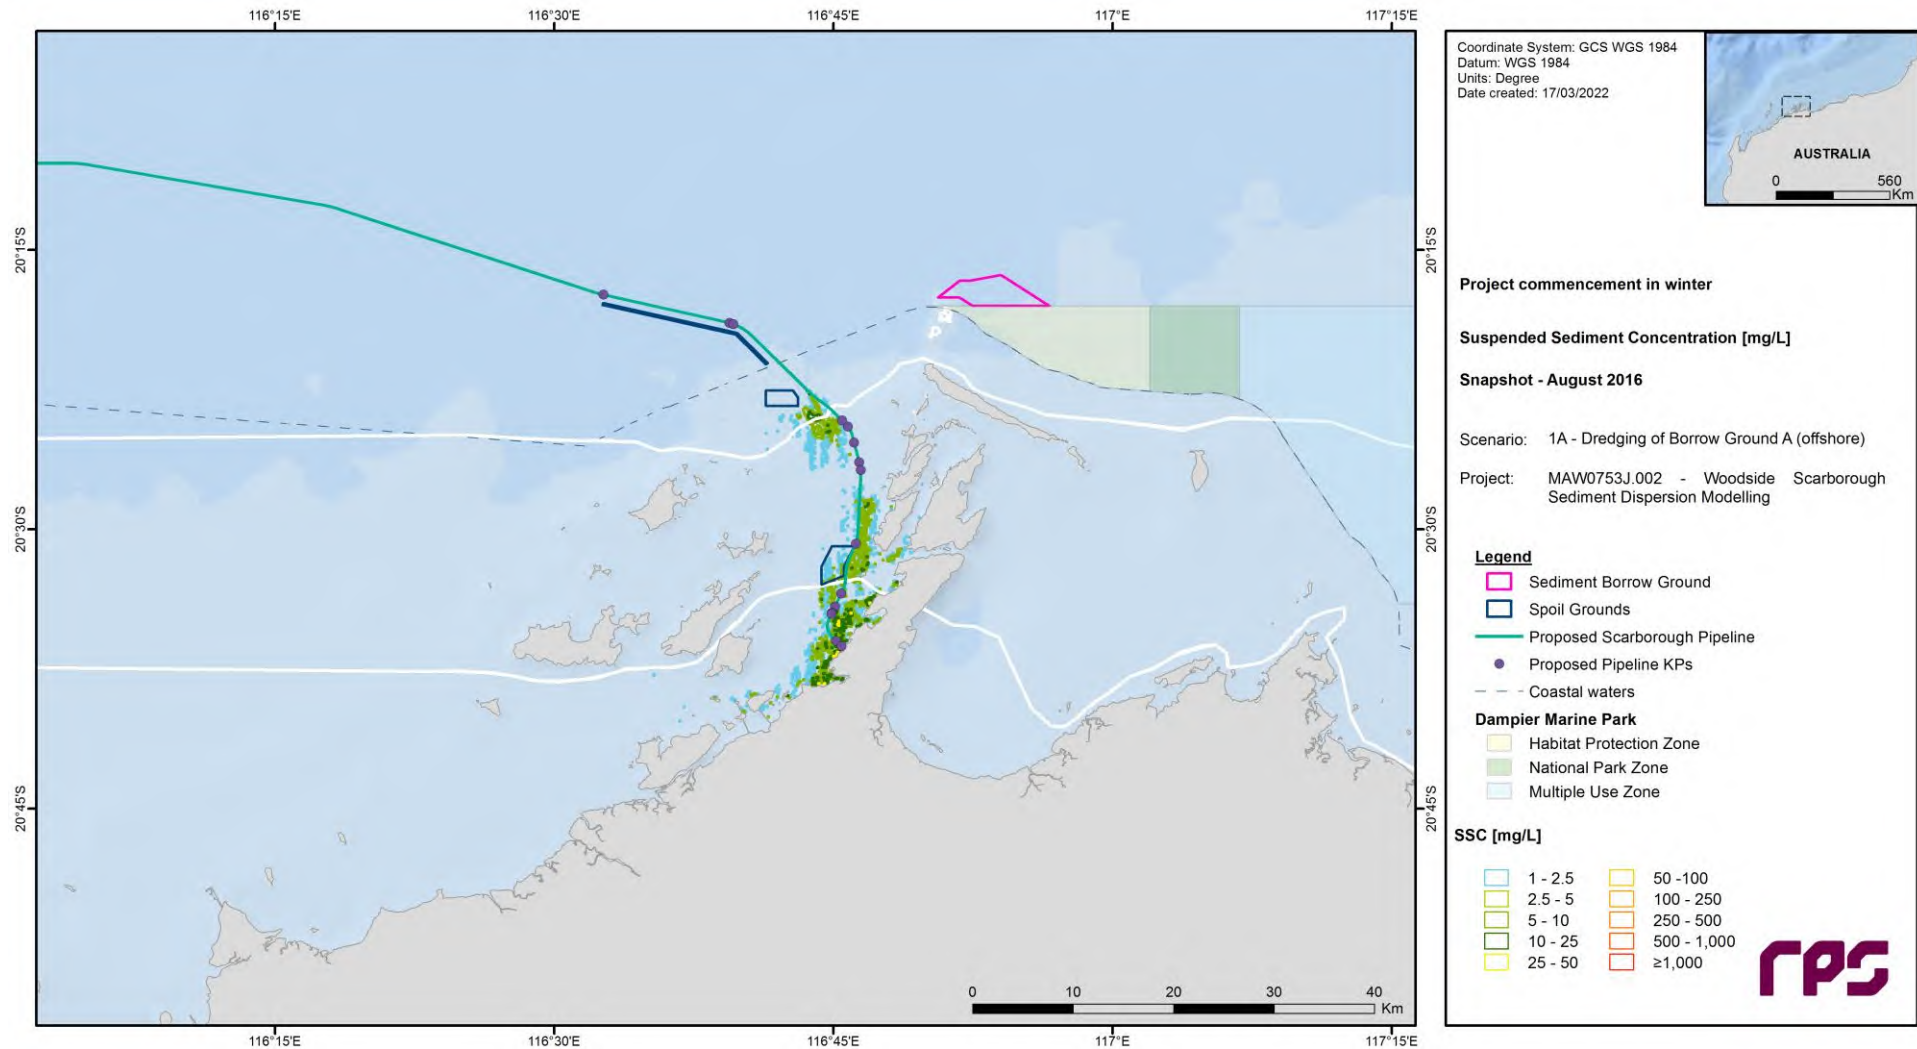 116°15'E
116°30'E
116°45'E
117°E
117°15'E
20°15'S
20°30'S
20°45'S
20°15'S
20°30'S
20°45'S
0 10 20 30 40
Km
116°15'E
116°30'E
116°45'E
117°E
117°15'E
Coordinate System: GCS WGS 1984
Datum: WGS 1984
Units: Degree
Date created: 17/03/2022
AUSTRALIA
0 560
Km
Project commencement in winter
Suspended Sediment Concentration [mg/L]
Snapshot - August 2016
Scenario: 1A - Dredging of Borrow Ground A (offshore)
Project: MAW0753J.002 - Woodside Scarborough
Sediment Dispersion Modelling
Legend
Sediment Borrow Ground
Spoil Grounds
Proposed Scarborough Pipeline
Proposed Pipeline KPs
Coastal waters
Dampier Marine Park
Habitat Protection Zone
National Park Zone
Multiple Use Zone
SSC [mg/L]
1 - 2.5
2.5 - 5
5 - 10
10 - 25
25 - 50
50 -100
100 - 250
250 - 500
500 - 1,000
≥1,000
rps